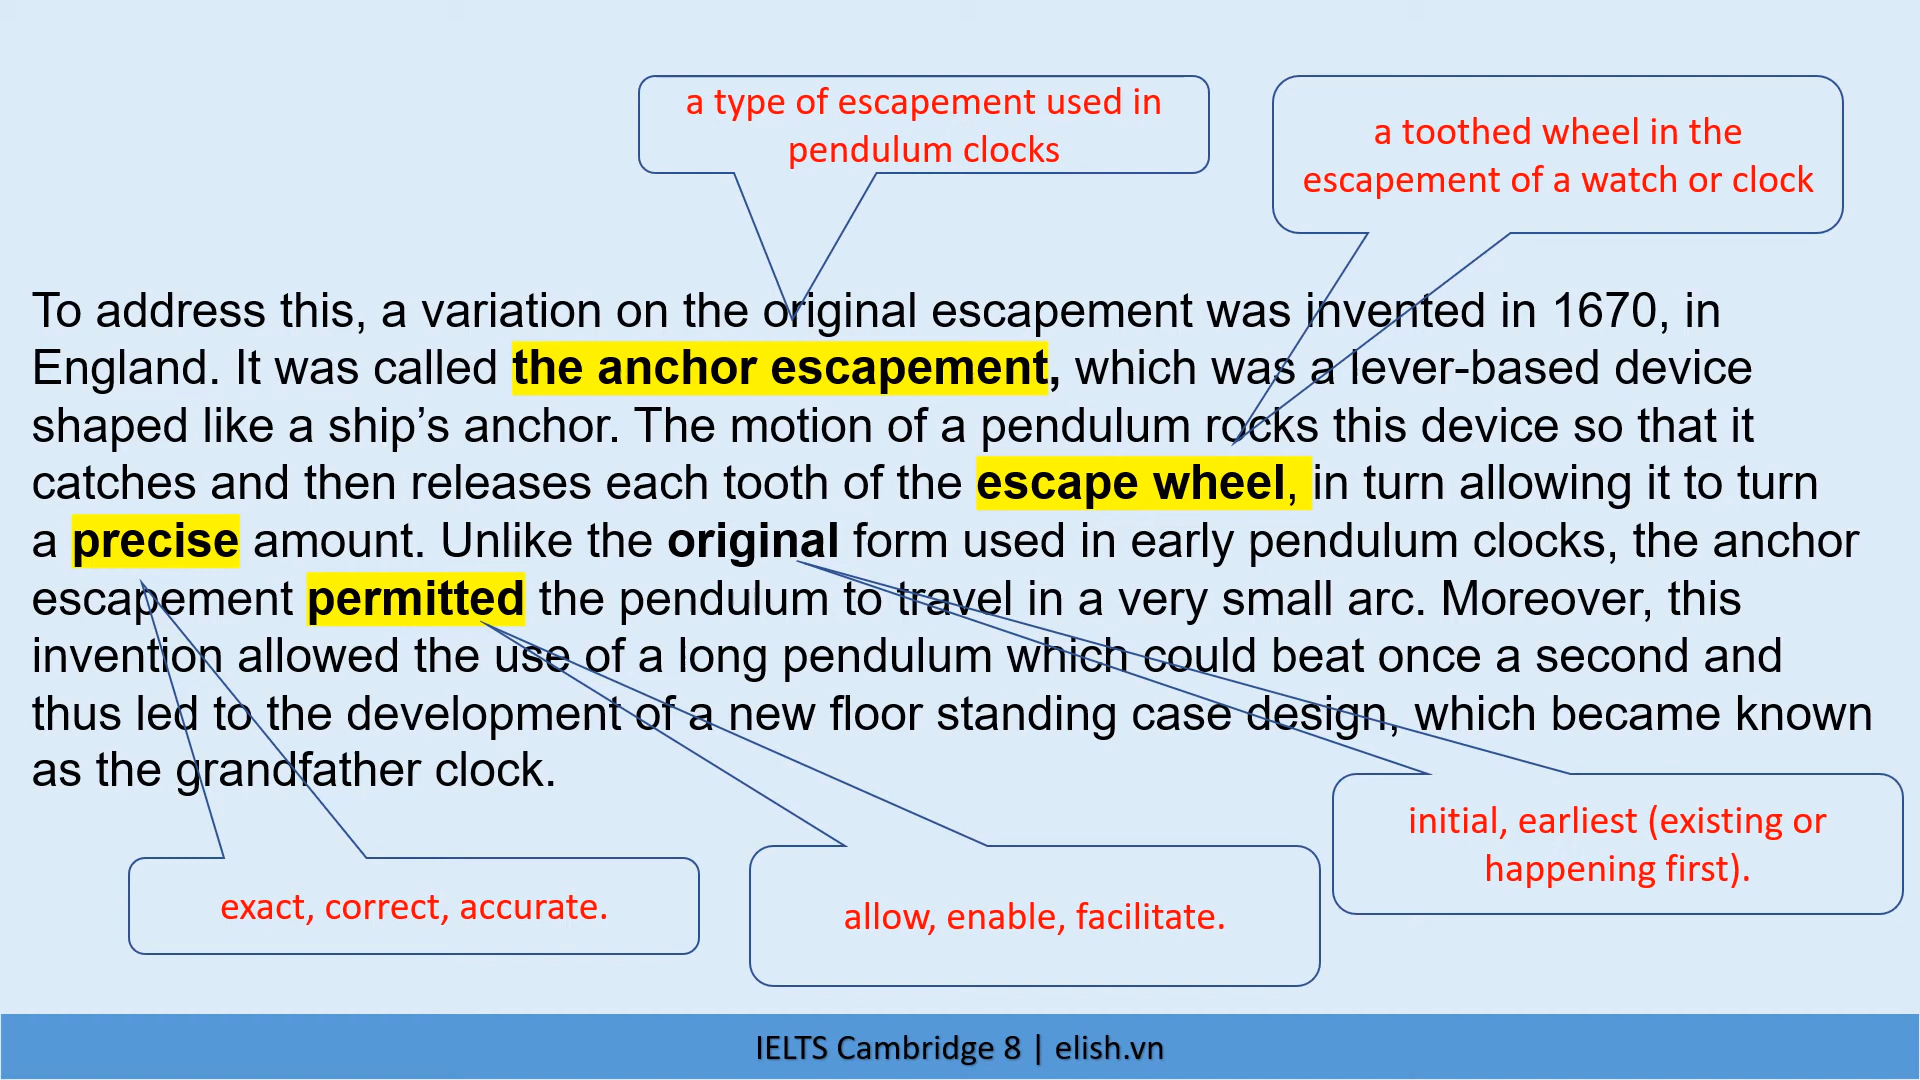 a type of escapement used in
pendulum clocks
a toothed wheel in the
escapement of a watch or clock
To address this, a variation on the original escapement was invented in 1670, in
England. It was called the anchor escapement, which was a lever-based device
shaped like a ship’s anchor. The motion of a pendulum rocks this device so that it
catches and then releases each tooth of the escape wheel, in turn allowing it to turn
a precise amount. Unlike the original form used in early pendulum clocks, the anchor
escapement permitted the pendulum to travel in a very small arc. Moreover, this
invention allowed the use of a long pendulum which could beat once a second and
thus led to the development of a new floor standing case design, which became known
as the grandfather clock.
initial, earliest (existing or
happening first).
exact, correct, accurate.
allow, enable, facilitate.
IELTS Cambridge 8 | elish.vn